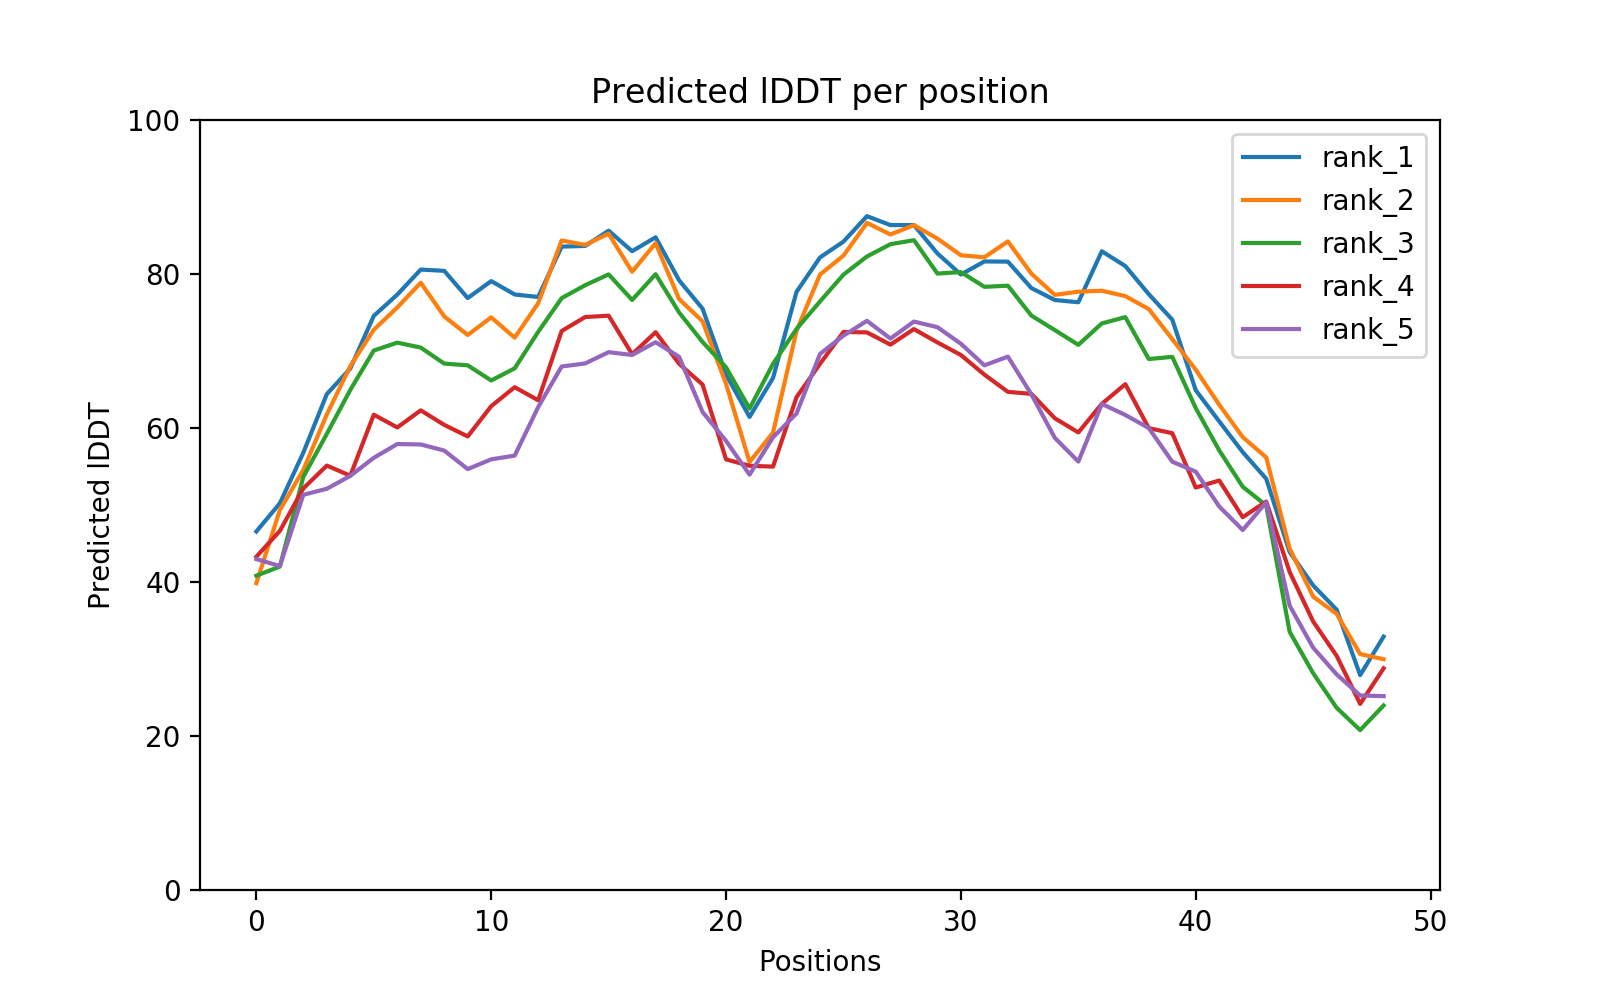 Predicted lDDT per position
100
80
60
40
20
0
Predicted lDDT
0 10 20 30 40 50
Positions
rank_1
rank_2
rank_3
rank_4
rank_5